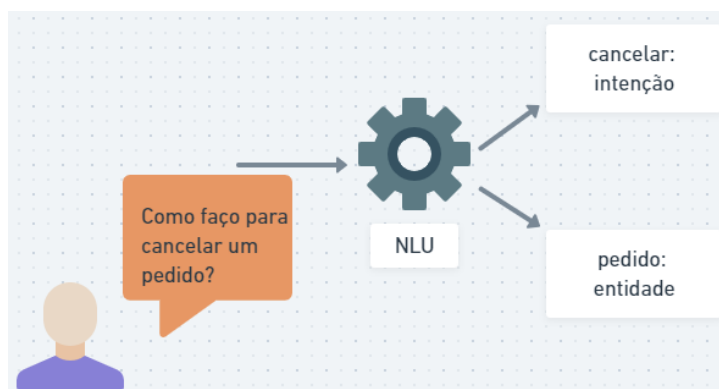 Como faço para
cancelar um
pedido?
NLU
cancelar:
intenção
pedido:
entidade